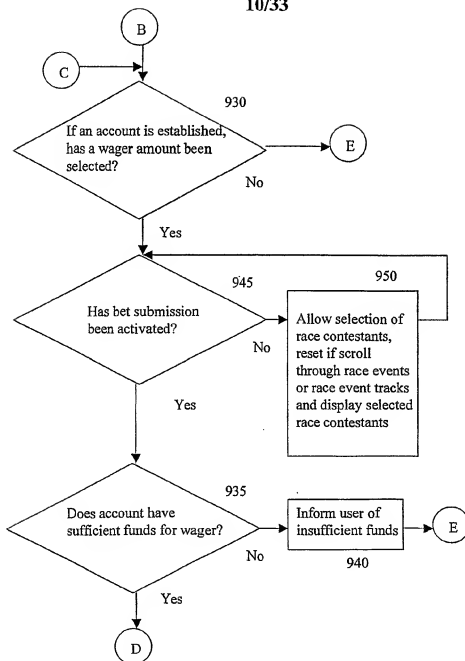 10/33
B
C
930
If an account is established,
has a wager amount been
selected?
E
No
Yes
945
950
Has bet submission
been activated?
No
Allow selection of
race contestants,
reset if scroll
through race events
or race event tracks
and display selected
race contestants
Yes
935
Does account have
sufficient funds for wager?
No
Inform user of
insufficient funds
E
940
Yes
D